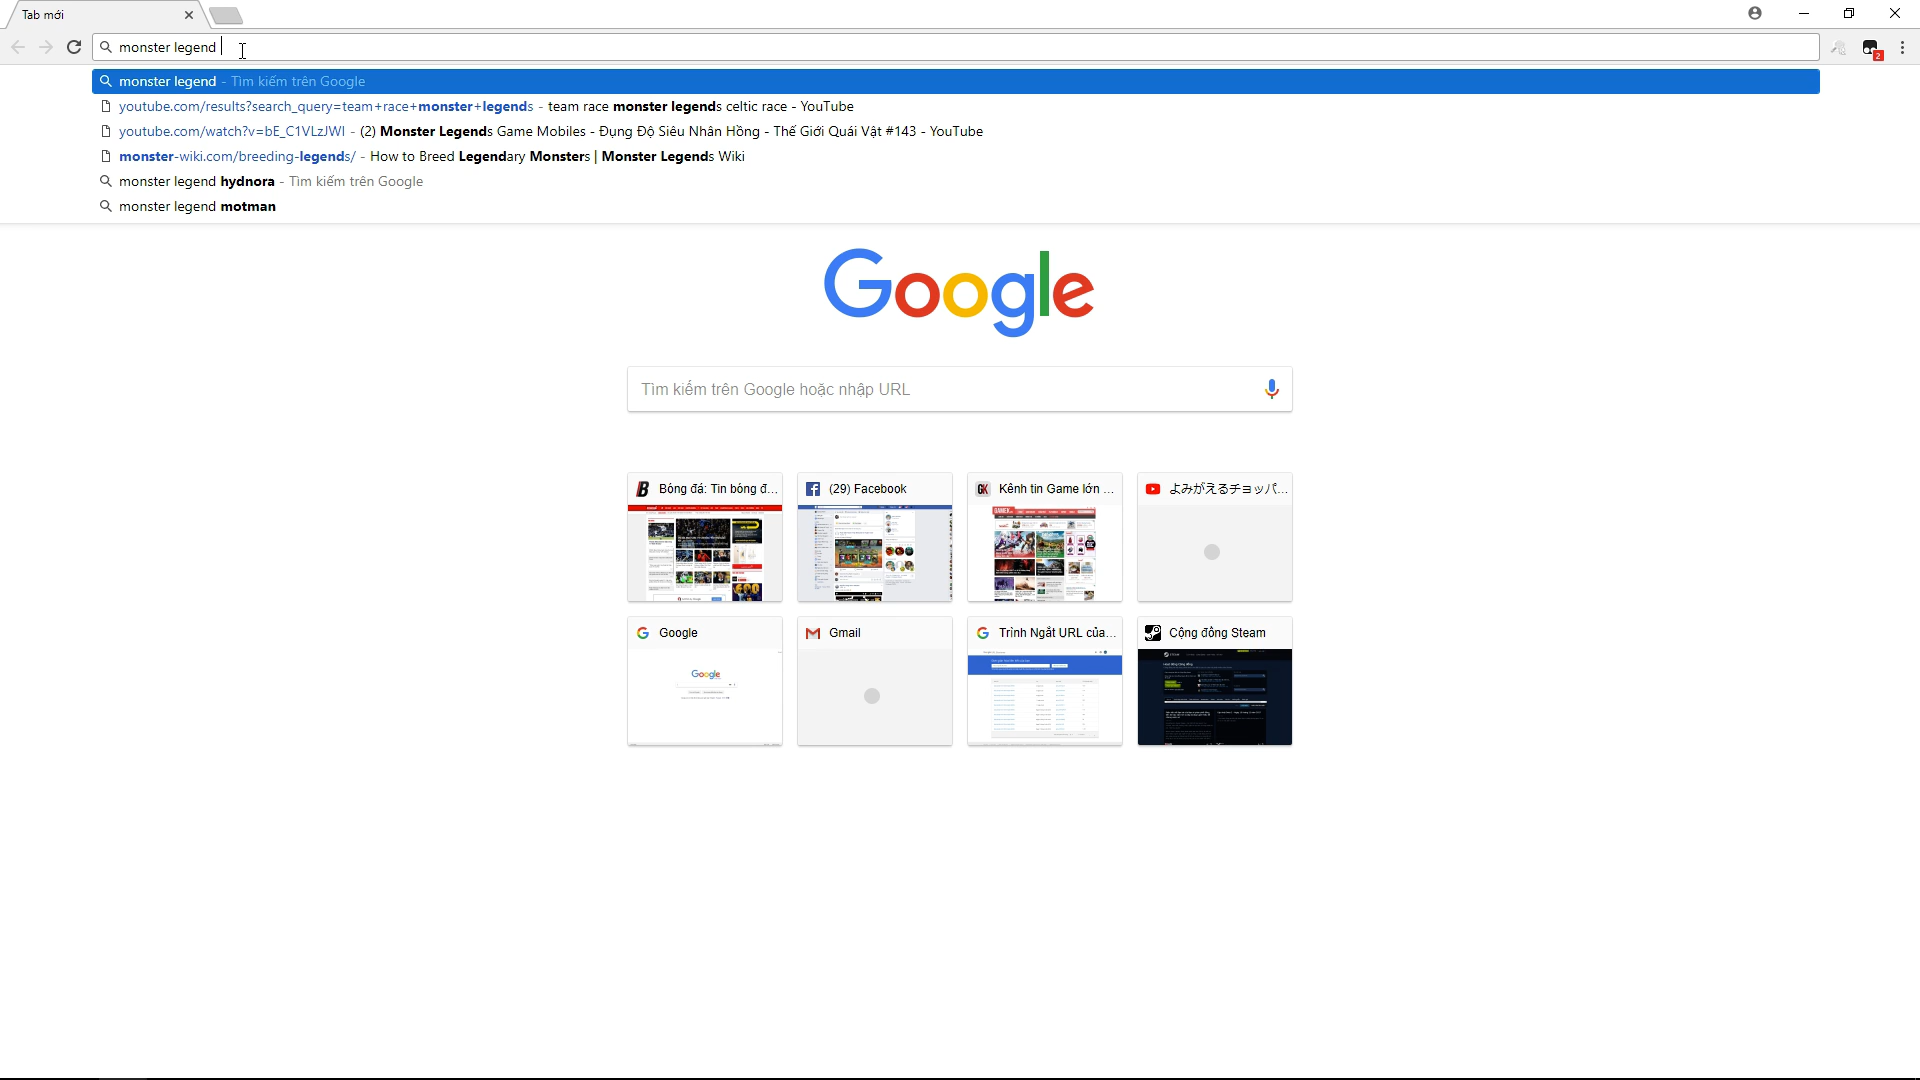 Tab mới
monster legend
monster legend - Tìm kiếm trên Google
youtube.com/results?search_query=team+race+monster+legends - team race monster legends celtic race - YouTube
youtube.com/watch?v=bE_C1VLzJWI - (2) Monster Legends Game Mobiles - Đụng Độ Siêu Nhân Hồng - Thế Giới Quái Vật #143 - YouTube
monster-wiki.com/breeding-legends/ - How to Breed Legendary Monsters | Monster Legends Wiki
monster legend hydnora - Tìm kiếm trên Google
monster legend motman
Google
Tìm kiếm trên Google hoặc nhập URL
Bóng đá: Tin bóng đ...
(29) Facebook
Kênh tin Game lớn ...
よみがえるチョッパ...
Google
Gmail
Trình Ngắt URL của...
Cộng đồng Steam